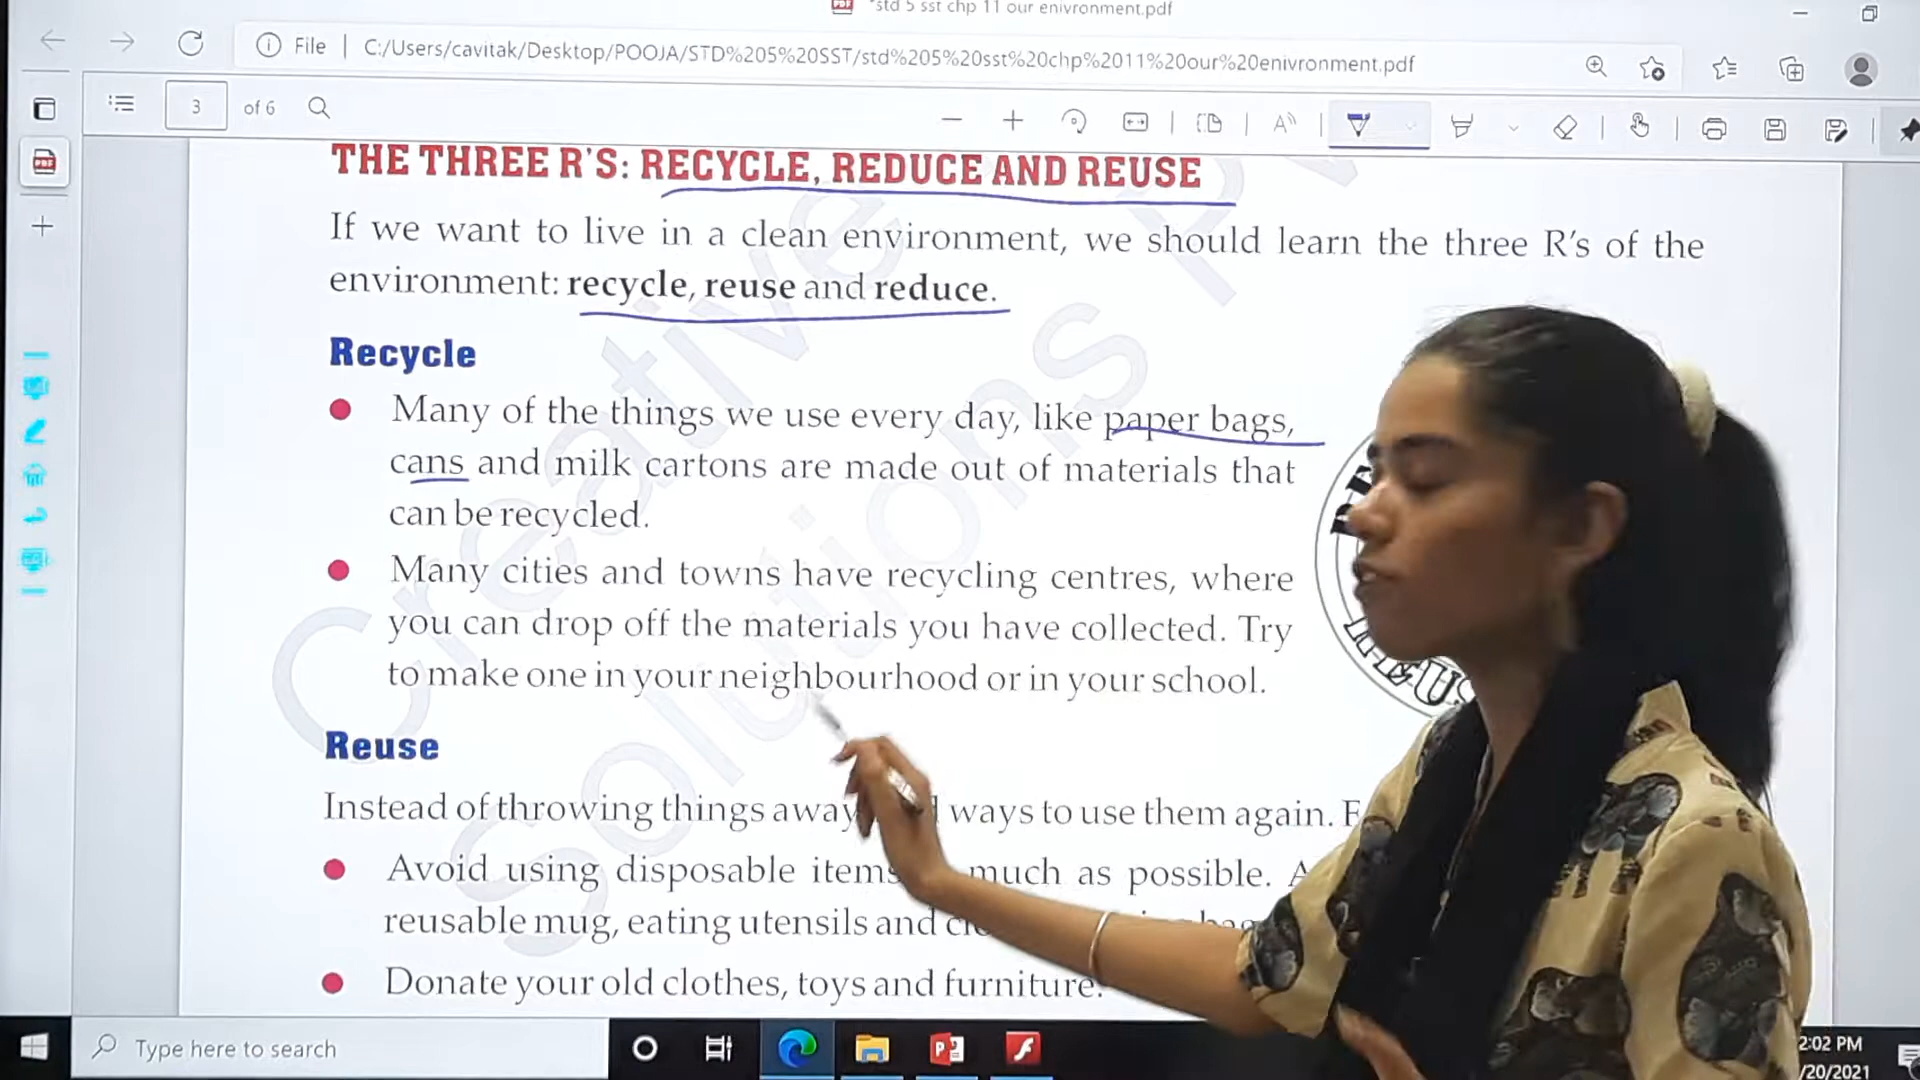 std 5 sst chp 11 our enivronment.pdf
File | C:/Users/cavitak/Desktop/POOJA/STD%205%20SST/std%205%20sst%20chp%2011%20our%20enivronment.pdf
3 of 6
THE THREE R'S: RECYCLE, REDUCE AND REUSE
If we want to live in a clean environment, we should learn the three R's of the
environment: recycle, reuse and reduce.
Recycle
Many of the things we use every day, like paper bags,
cans and milk cartons are made out of materials that
can be recycled.
Many cities and towns have recycling centres, where
you can drop off the materials you have collected. Try
to make one in your neighbourhood or in your school.
Reuse
Instead of throwing things away ways to use them again.
Avoid using disposable items much as possible.
reusable mug, eating utensils and
Donate your old clothes, toys and furniture.
Creative
Solutions
Type here to search
2:02 PM
/20/2021